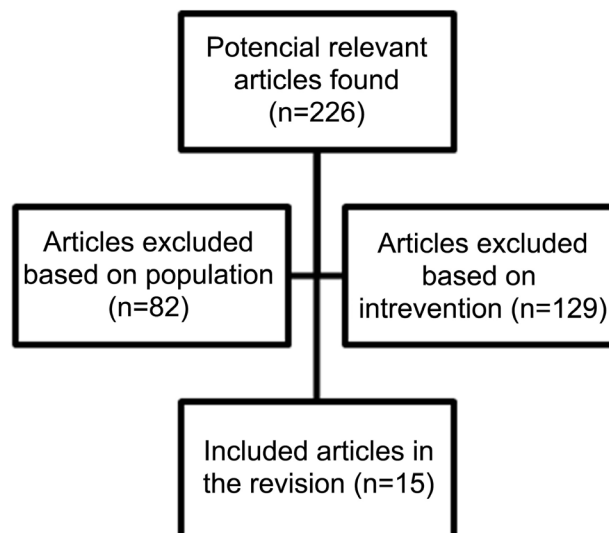 Potencial relevant
articles found
(n=226)
Articles excluded
based on population
(n=82)
Articles excluded
based on
intrevention (n=129)
Included articles in
the revision (n=15)